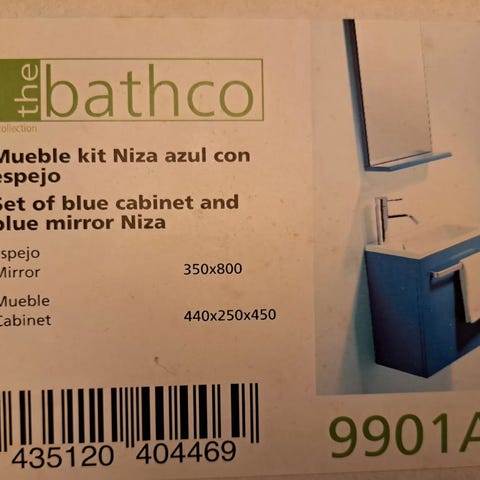 the bathco
collection
Mueble kit Niza azul con
espejo
Set of blue cabinet and
blue mirror Niza
Espejo
Mirror 350x800
Mueble
Cabinet 440x250x450
435120 404469
9901A